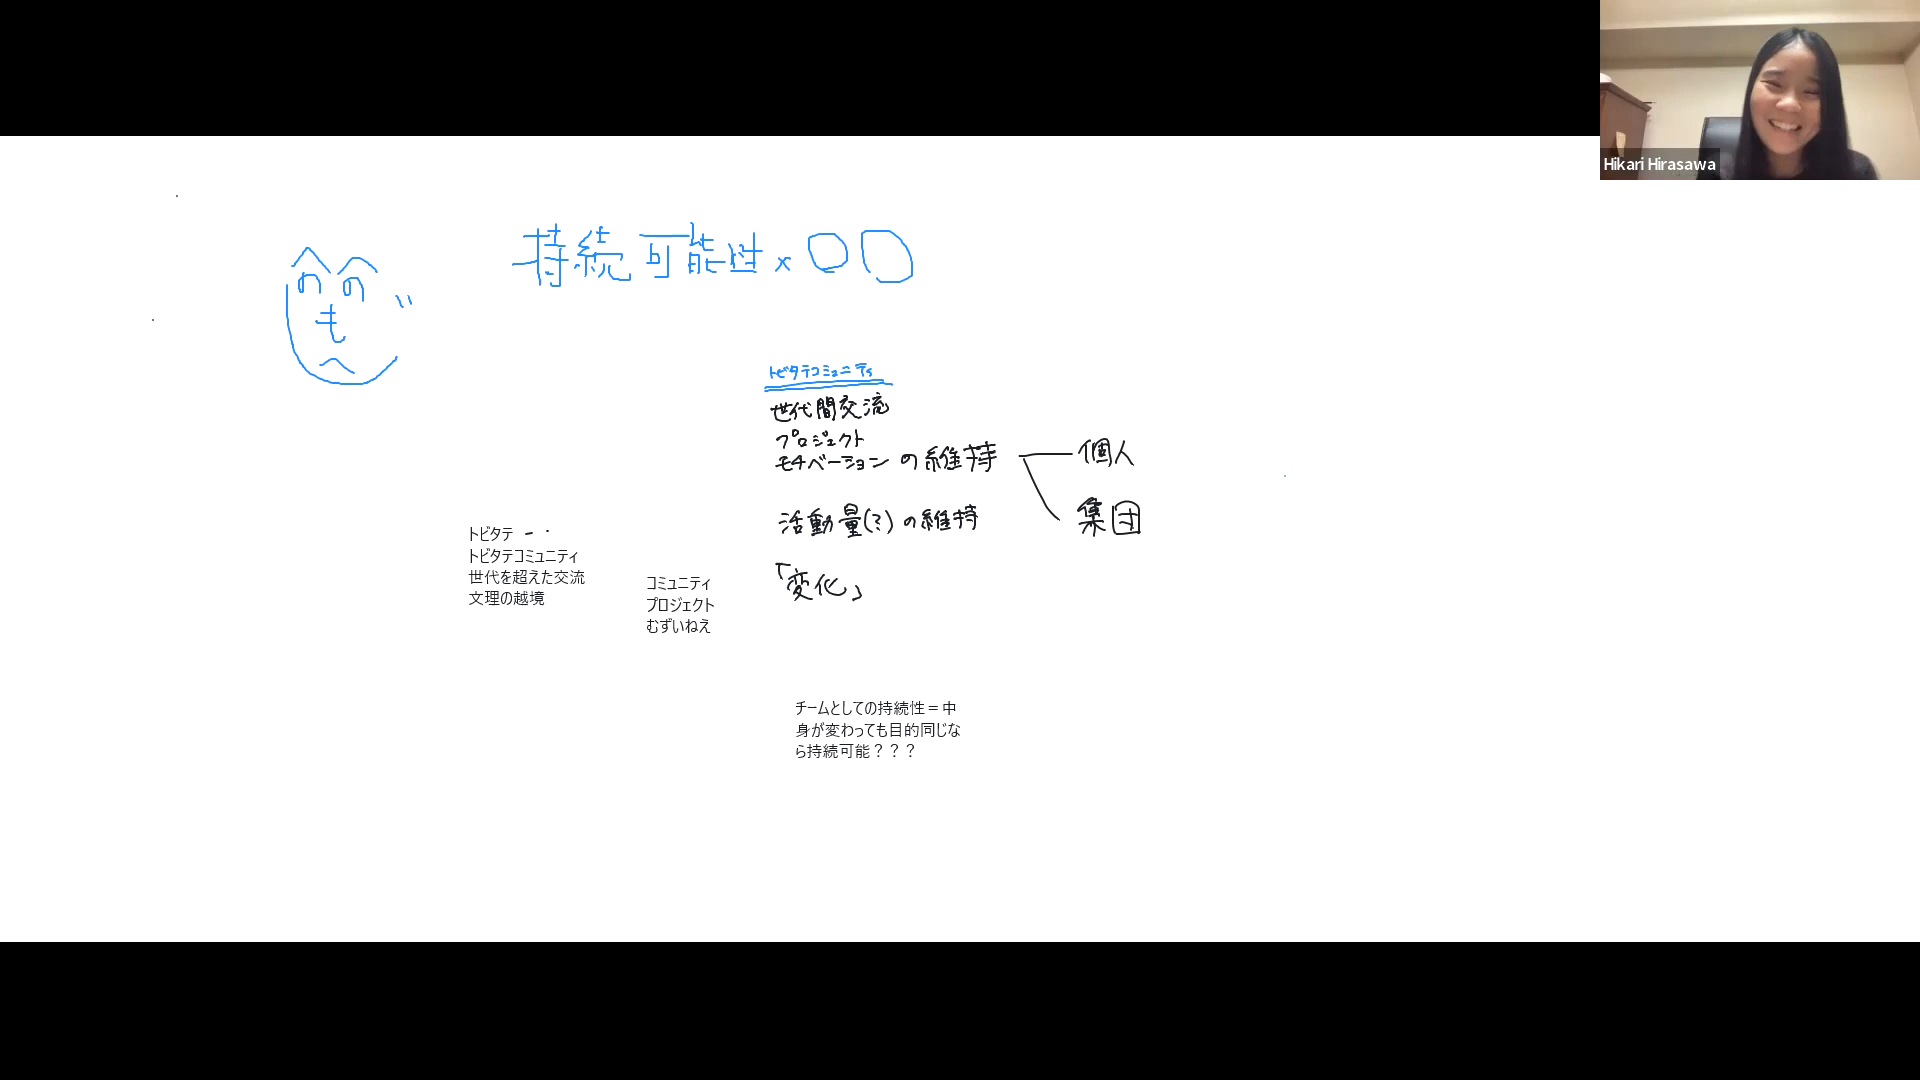 Hikari Hirasawa
持続可能性×〇〇
へへ
のの
も
へ
じ
トビタテコミュニティ
世代間交流
プロジェクト
モチベーションの維持
個人
集団
活動量(?)の維持
「変化」
トビタテ
トビタテコミュニティ
世代を超えた交流
文理の越境
コミュニティ
プロジェクト
むずいねえ
チームとしての持続性＝中
身が変わっても目的同じな
ら持続可能？？？